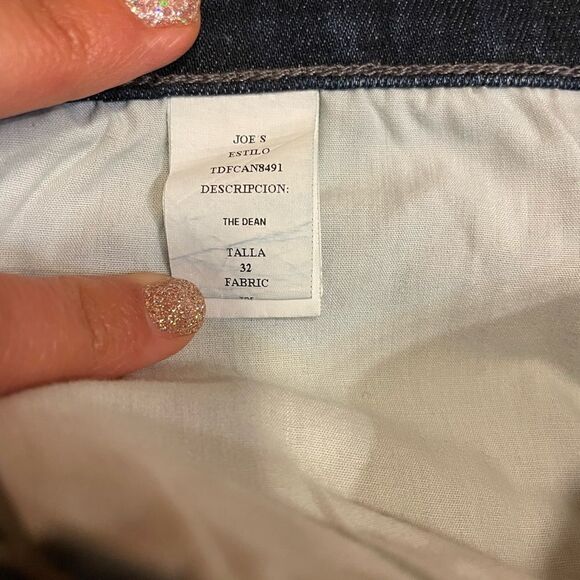 JOE S
ESTILO
TDFCAN8491
DESCRIPCION:
THE DEAN
TALLA
32
FABRIC